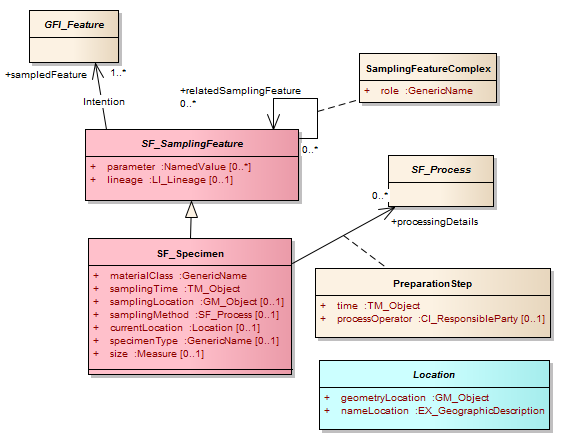 GFI_Feature
+sampledFeature
1..*
Intention
+relatedSamplingFeature
0..*
0..*
SamplingFeatureComplex
+ role :GenericName
SF_SamplingFeature
+ parameter :NamedValue [0..*]
+ lineage :LI_Lineage [0..1]
SF_Process
0..*
+processingDetails
SF_Specimen
+ materialClass :GenericName
+ samplingTime :TM_Object
+ samplingLocation :GM_Object [0..1]
+ samplingMethod :SF_Process [0..1]
+ currentLocation :Location [0..1]
+ specimenType :GenericName [0..1]
+ size :Measure [0..1]
PreparationStep
+ time :TM_Object
+ processOperator :CI_ResponsibleParty [0..1]
Location
+ geometryLocation :GM_Object
+ nameLocation :EX_GeographicDescription